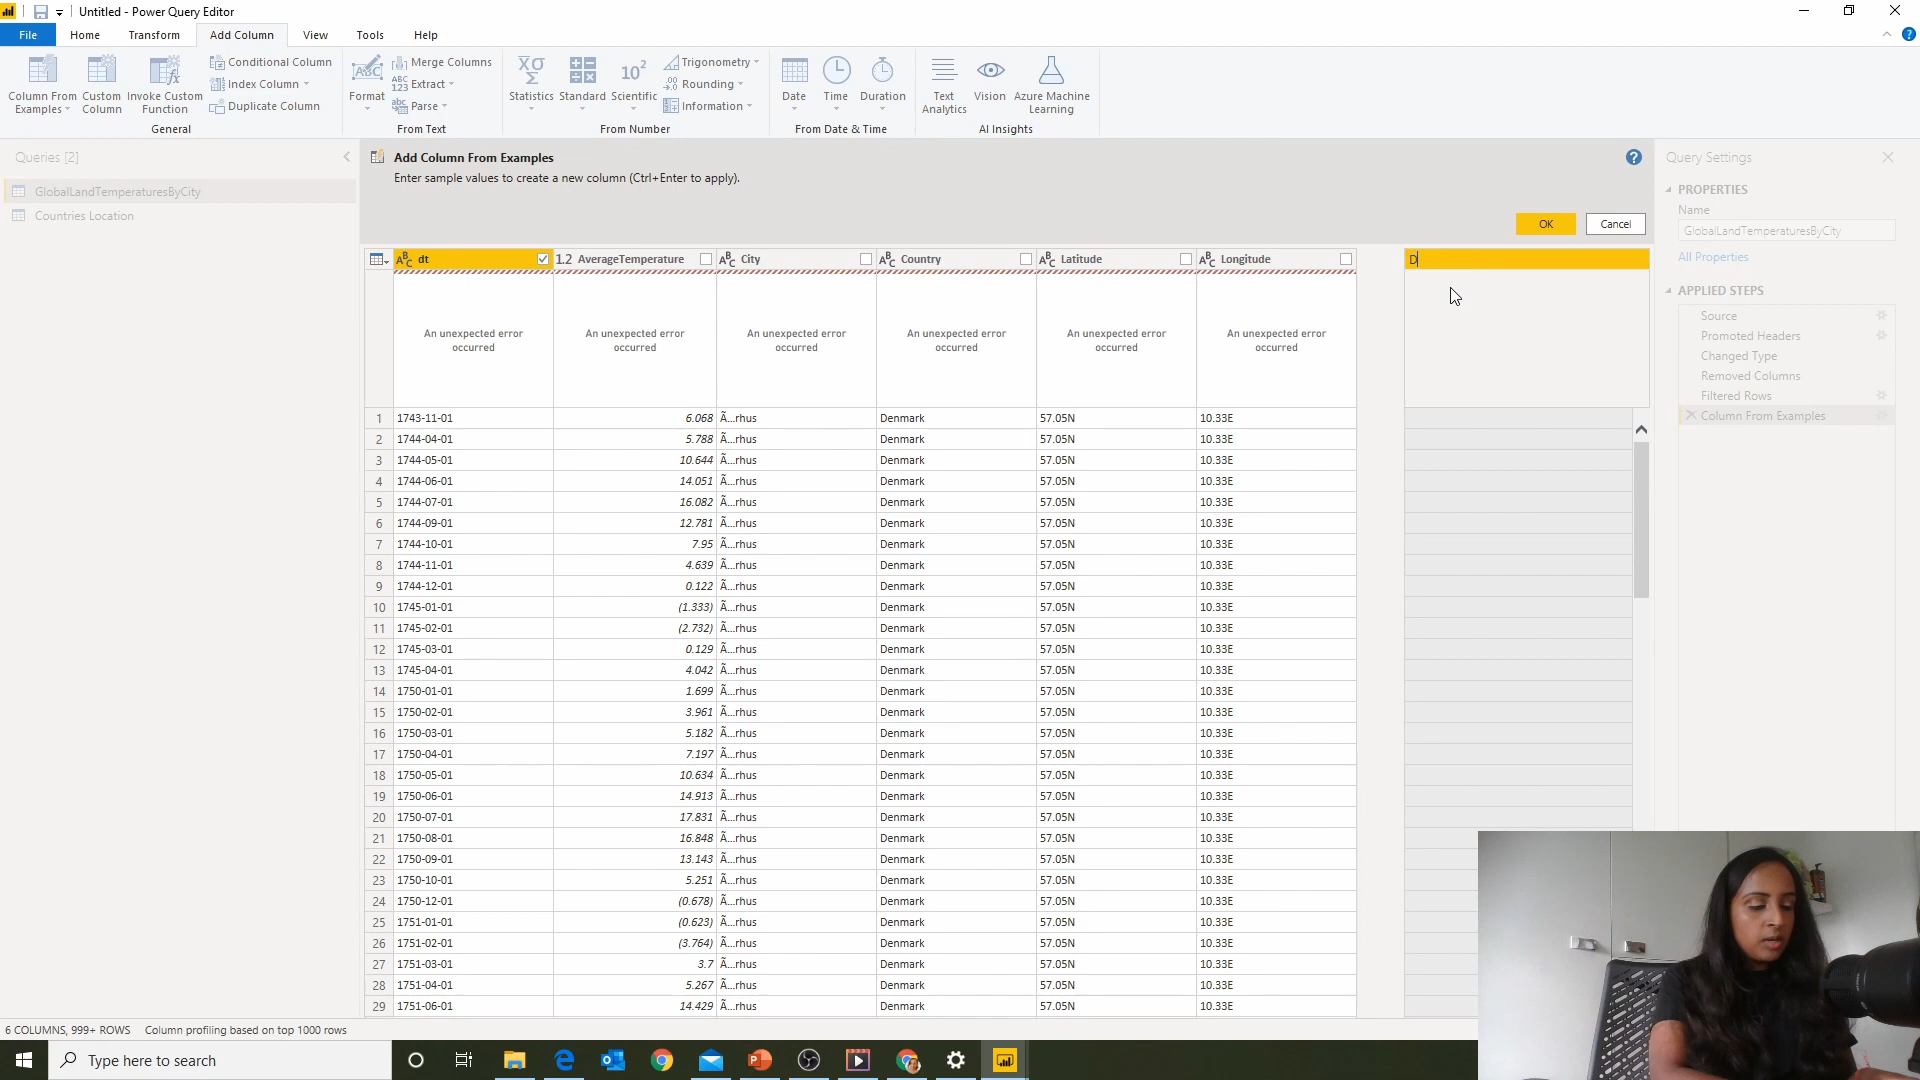 Untitled - Power Query Editor
File Home Transform Add Column View Tools Help
Column From Examples
Custom Column
Invoke Custom Function
Conditional Column
Index Column
Duplicate Column
General
Format
Merge Columns
Extract
Parse
From Text
Statistics
Standard
Scientific
Trigonometry
Rounding
Information
From Number
Date
Time
Duration
From Date & Time
Text Analytics
Vision
Azure Machine Learning
AI Insights
Queries [2]
GlobalLandTemperaturesByCity
Countries Location
Add Column From Examples
Enter sample values to create a new column (Ctrl+Enter to apply).
OK Cancel
dt AverageTemperature City Country Latitude Longitude D
An unexpected error occurred An unexpected error occurred An unexpected error occurred An unexpected error occurred An unexpected error occurred An unexpected error occurred
1 1743-11-01 6.068 Ã...rhus Denmark 57.05N 10.33E
2 1744-04-01 5.788 Ã...rhus Denmark 57.05N 10.33E
3 1744-05-01 10.644 Ã...rhus Denmark 57.05N 10.33E
4 1744-06-01 14.051 Ã...rhus Denmark 57.05N 10.33E
5 1744-07-01 16.082 Ã...rhus Denmark 57.05N 10.33E
6 1744-09-01 12.781 Ã...rhus Denmark 57.05N 10.33E
7 1744-10-01 7.95 Ã...rhus Denmark 57.05N 10.33E
8 1744-11-01 4.639 Ã...rhus Denmark 57.05N 10.33E
9 1744-12-01 0.122 Ã...rhus Denmark 57.05N 10.33E
10 1745-01-01 (1.333) Ã...rhus Denmark 57.05N 10.33E
11 1745-02-01 (2.732) Ã...rhus Denmark 57.05N 10.33E
12 1745-03-01 0.129 Ã...rhus Denmark 57.05N 10.33E
13 1745-04-01 4.042 Ã...rhus Denmark 57.05N 10.33E
14 1750-01-01 1.699 Ã...rhus Denmark 57.05N 10.33E
15 1750-02-01 3.961 Ã...rhus Denmark 57.05N 10.33E
16 1750-03-01 5.182 Ã...rhus Denmark 57.05N 10.33E
17 1750-04-01 7.197 Ã...rhus Denmark 57.05N 10.33E
18 1750-05-01 10.634 Ã...rhus Denmark 57.05N 10.33E
19 1750-06-01 14.913 Ã...rhus Denmark 57.05N 10.33E
20 1750-07-01 17.831 Ã...rhus Denmark 57.05N 10.33E
21 1750-08-01 16.848 Ã...rhus Denmark 57.05N 10.33E
22 1750-09-01 13.143 Ã...rhus Denmark 57.05N 10.33E
23 1750-10-01 5.251 Ã...rhus Denmark 57.05N 10.33E
24 1750-12-01 (0.678) Ã...rhus Denmark 57.05N 10.33E
25 1751-01-01 (0.623) Ã...rhus Denmark 57.05N 10.33E
26 1751-02-01 (3.764) Ã...rhus Denmark 57.05N 10.33E
27 1751-03-01 3.7 Ã...rhus Denmark 57.05N 10.33E
28 1751-04-01 5.267 Ã...rhus Denmark 57.05N 10.33E
29 1751-06-01 14.429 Ã...rhus Denmark 57.05N 10.33E
Query Settings
PROPERTIES
Name
GlobalLandTemperaturesByCity
All Properties
APPLIED STEPS
Source
Promoted Headers
Changed Type
Removed Columns
Filtered Rows
Column From Examples
6 COLUMNS, 999+ ROWS Column profiling based on top 1000 rows
Type here to search